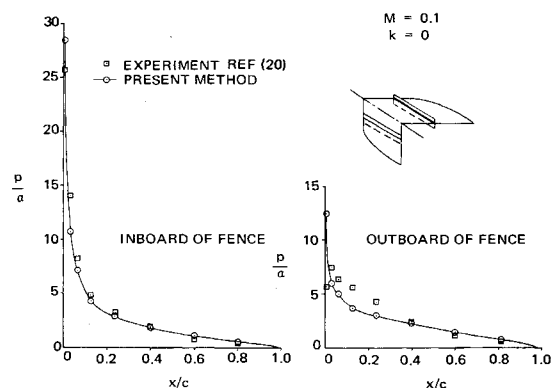 M = 0.1
k = 0
EXPERIMENT REF (20)
PRESENT METHOD
30
25
20
15
10
5
0
p
a
INBOARD OF FENCE
0
0.2
0.4
0.6
0.8
1.0
x/c
15
10
5
0
p
a
OUTBOARD OF FENCE
0
0.2
0.4
0.6
0.8
1.0
x/c